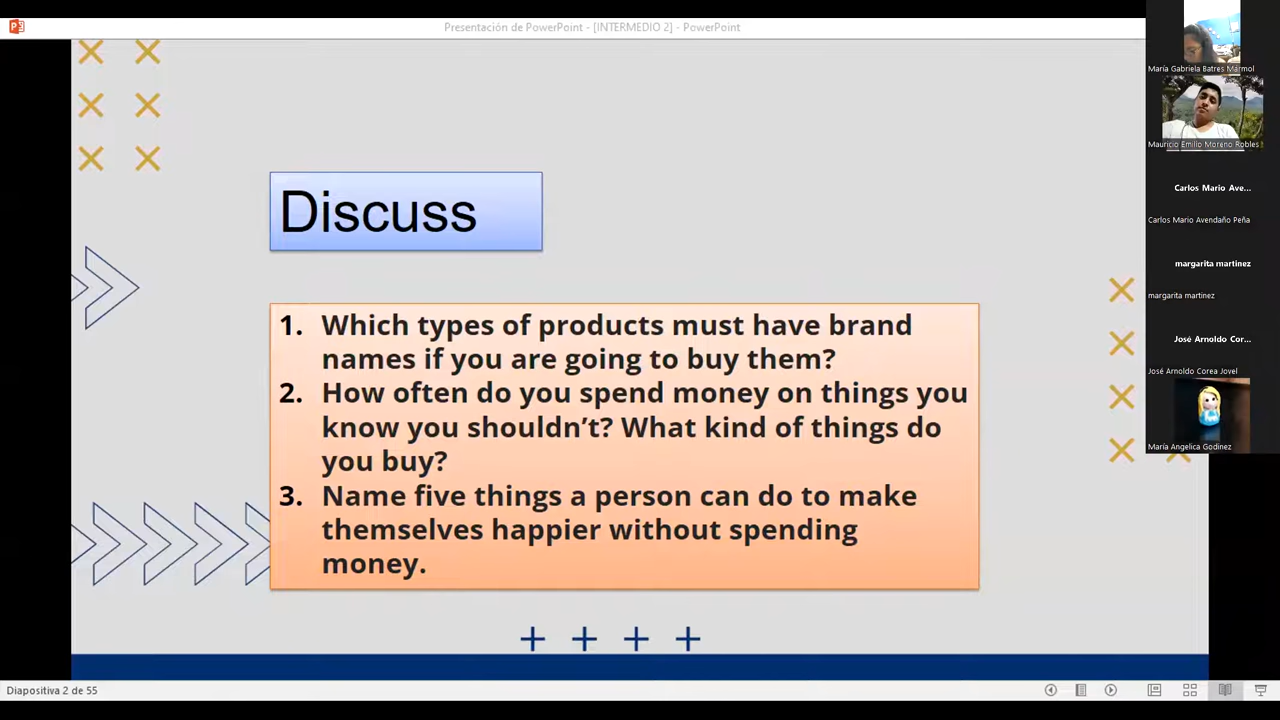 Presentación de PowerPoint - [INTERMEDIO 2] - PowerPoint
Discuss
1. Which types of products must have brand
names if you are going to buy them?
2. How often do you spend money on things you
know you shouldn't? What kind of things do
you buy?
3. Name five things a person can do to make
themselves happier without spending
money.
Diapositiva 2 de 55
María Gabriela Batres Marmol
Mauricio Emilio Moreno Robles
Carlos Mario Ave...
Carlos Mario Avendaño Peña
margarita martinez
margarita martinez
José Arnoldo Cor...
José Arnoldo Corea Jovel
María Angelica Godinez